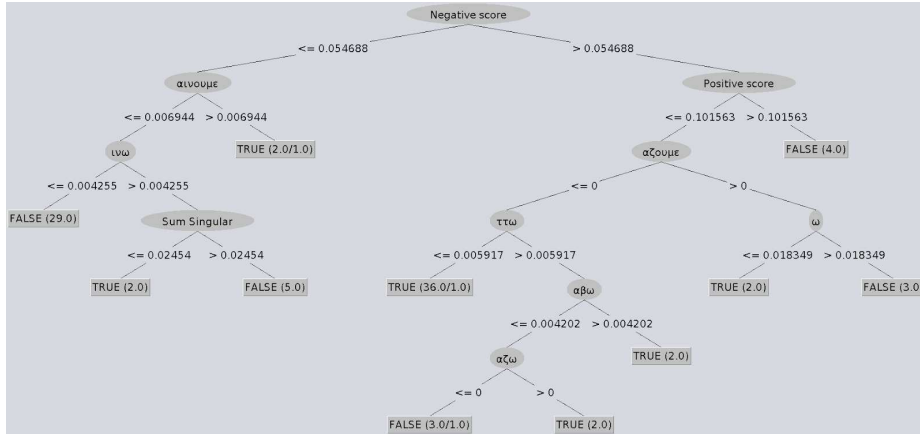 Negative score
<= 0.054688 > 0.054688
αινουμε Positive score
<= 0.006944 > 0.006944 <= 0.101563 > 0.101563
ινω TRUE (2.0/1.0) αζουμε FALSE (4.0)
<= 0.004255 > 0.004255 <= 0 > 0
FALSE (29.0) Sum Singular ττω ω
<= 0.02454 > 0.02454 <= 0.005917 > 0.005917 <= 0.018349 > 0.018349
TRUE (2.0) FALSE (5.0) TRUE (36.0/1.0) αβω TRUE (2.0) FALSE (3.0
<= 0.004202 > 0.004202
αζω TRUE (2.0)
<= 0 > 0
FALSE (3.0/1.0) TRUE (2.0)